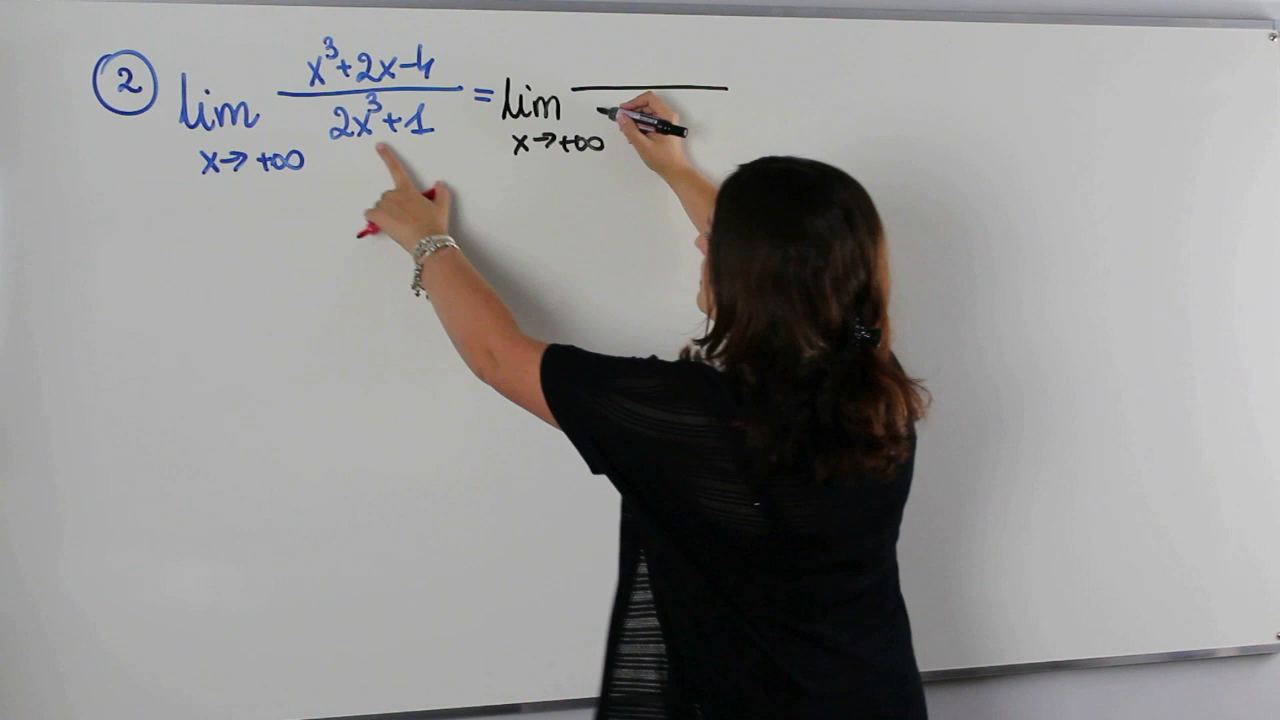 ② lim x→+∞ (x³+2x-4)/(2x³+1) = lim x→+∞